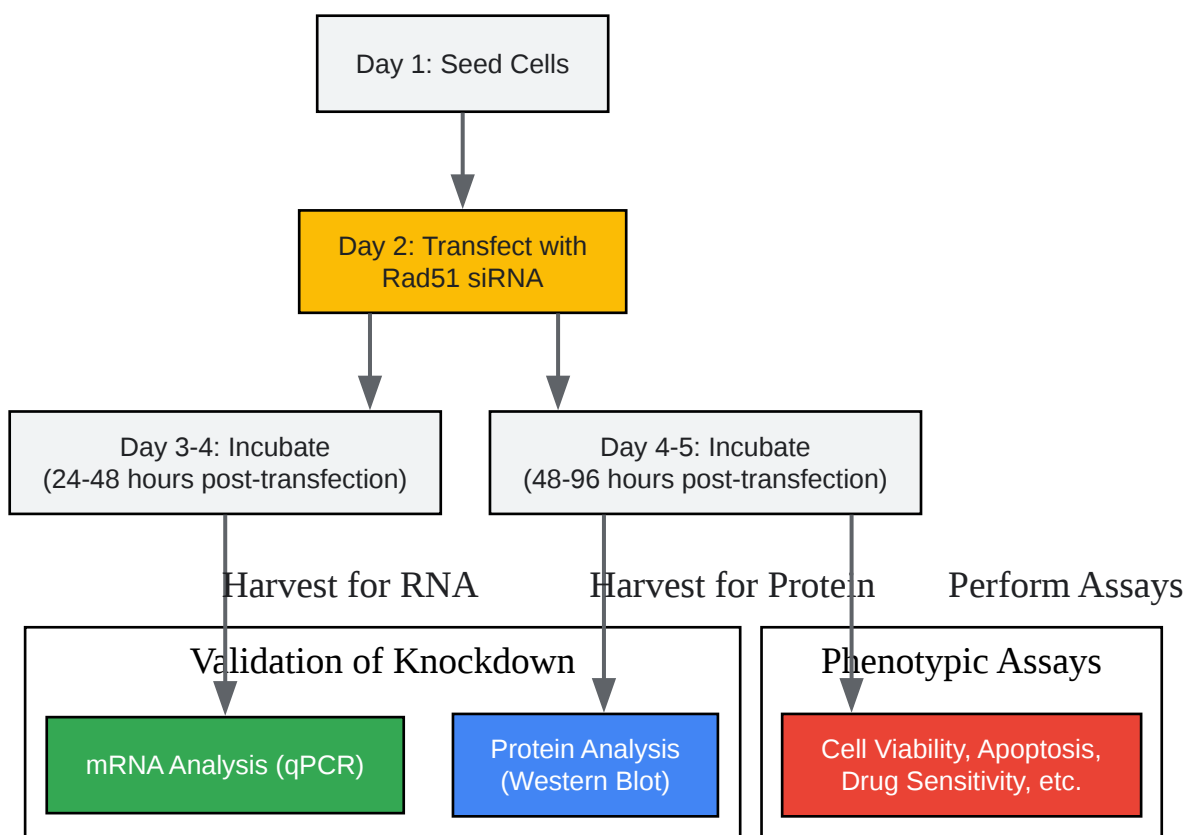 Day 1: Seed Cells
Day 2: Transfect with
Rad51 siRNA
Day 3-4: Incubate
(24-48 hours post-transfection)
Day 4-5: Incubate
(48-96 hours post-transfection)
Harvest for RNA
Harvest for Protein
Perform Assays
Validation of Knockdown
Phenotypic Assays
mRNA Analysis (qPCR)
Protein Analysis
(Western Blot)
Cell Viability, Apoptosis,
Drug Sensitivity, etc.